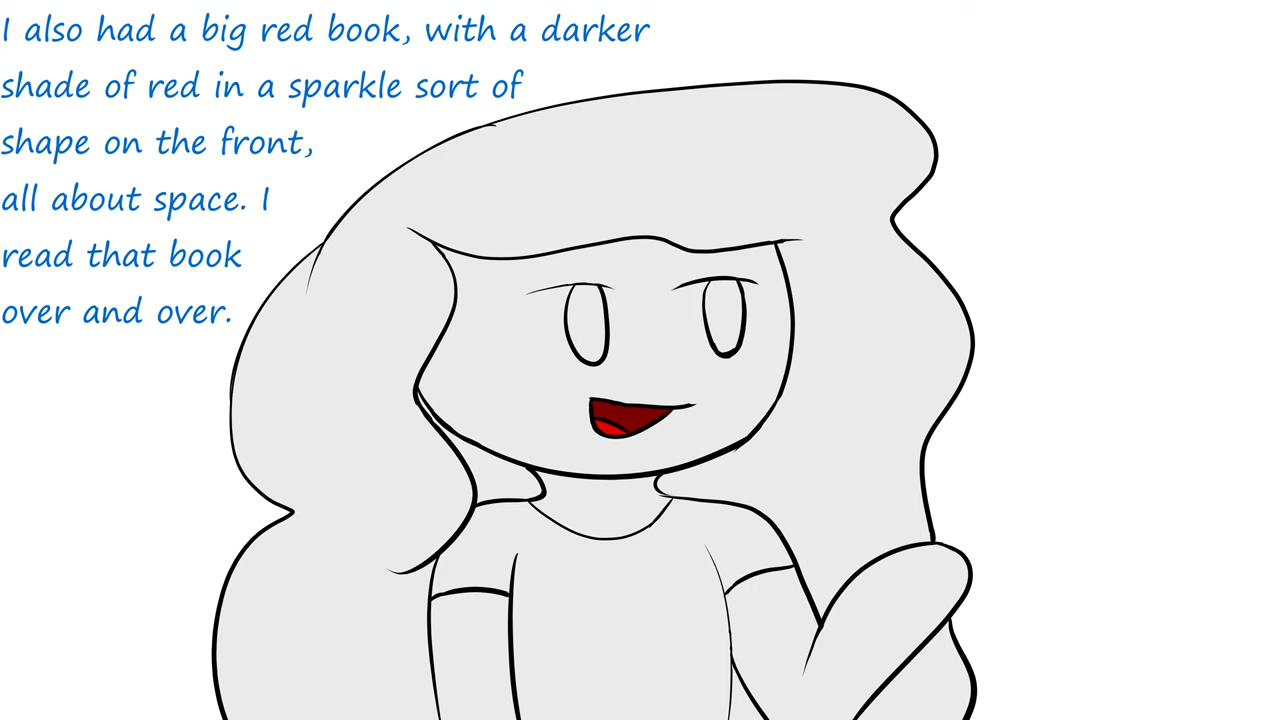 I also had a big red book, with a darker
shade of red in a sparkle sort of
shape on the front,
all about space. I
read that book
over and over.